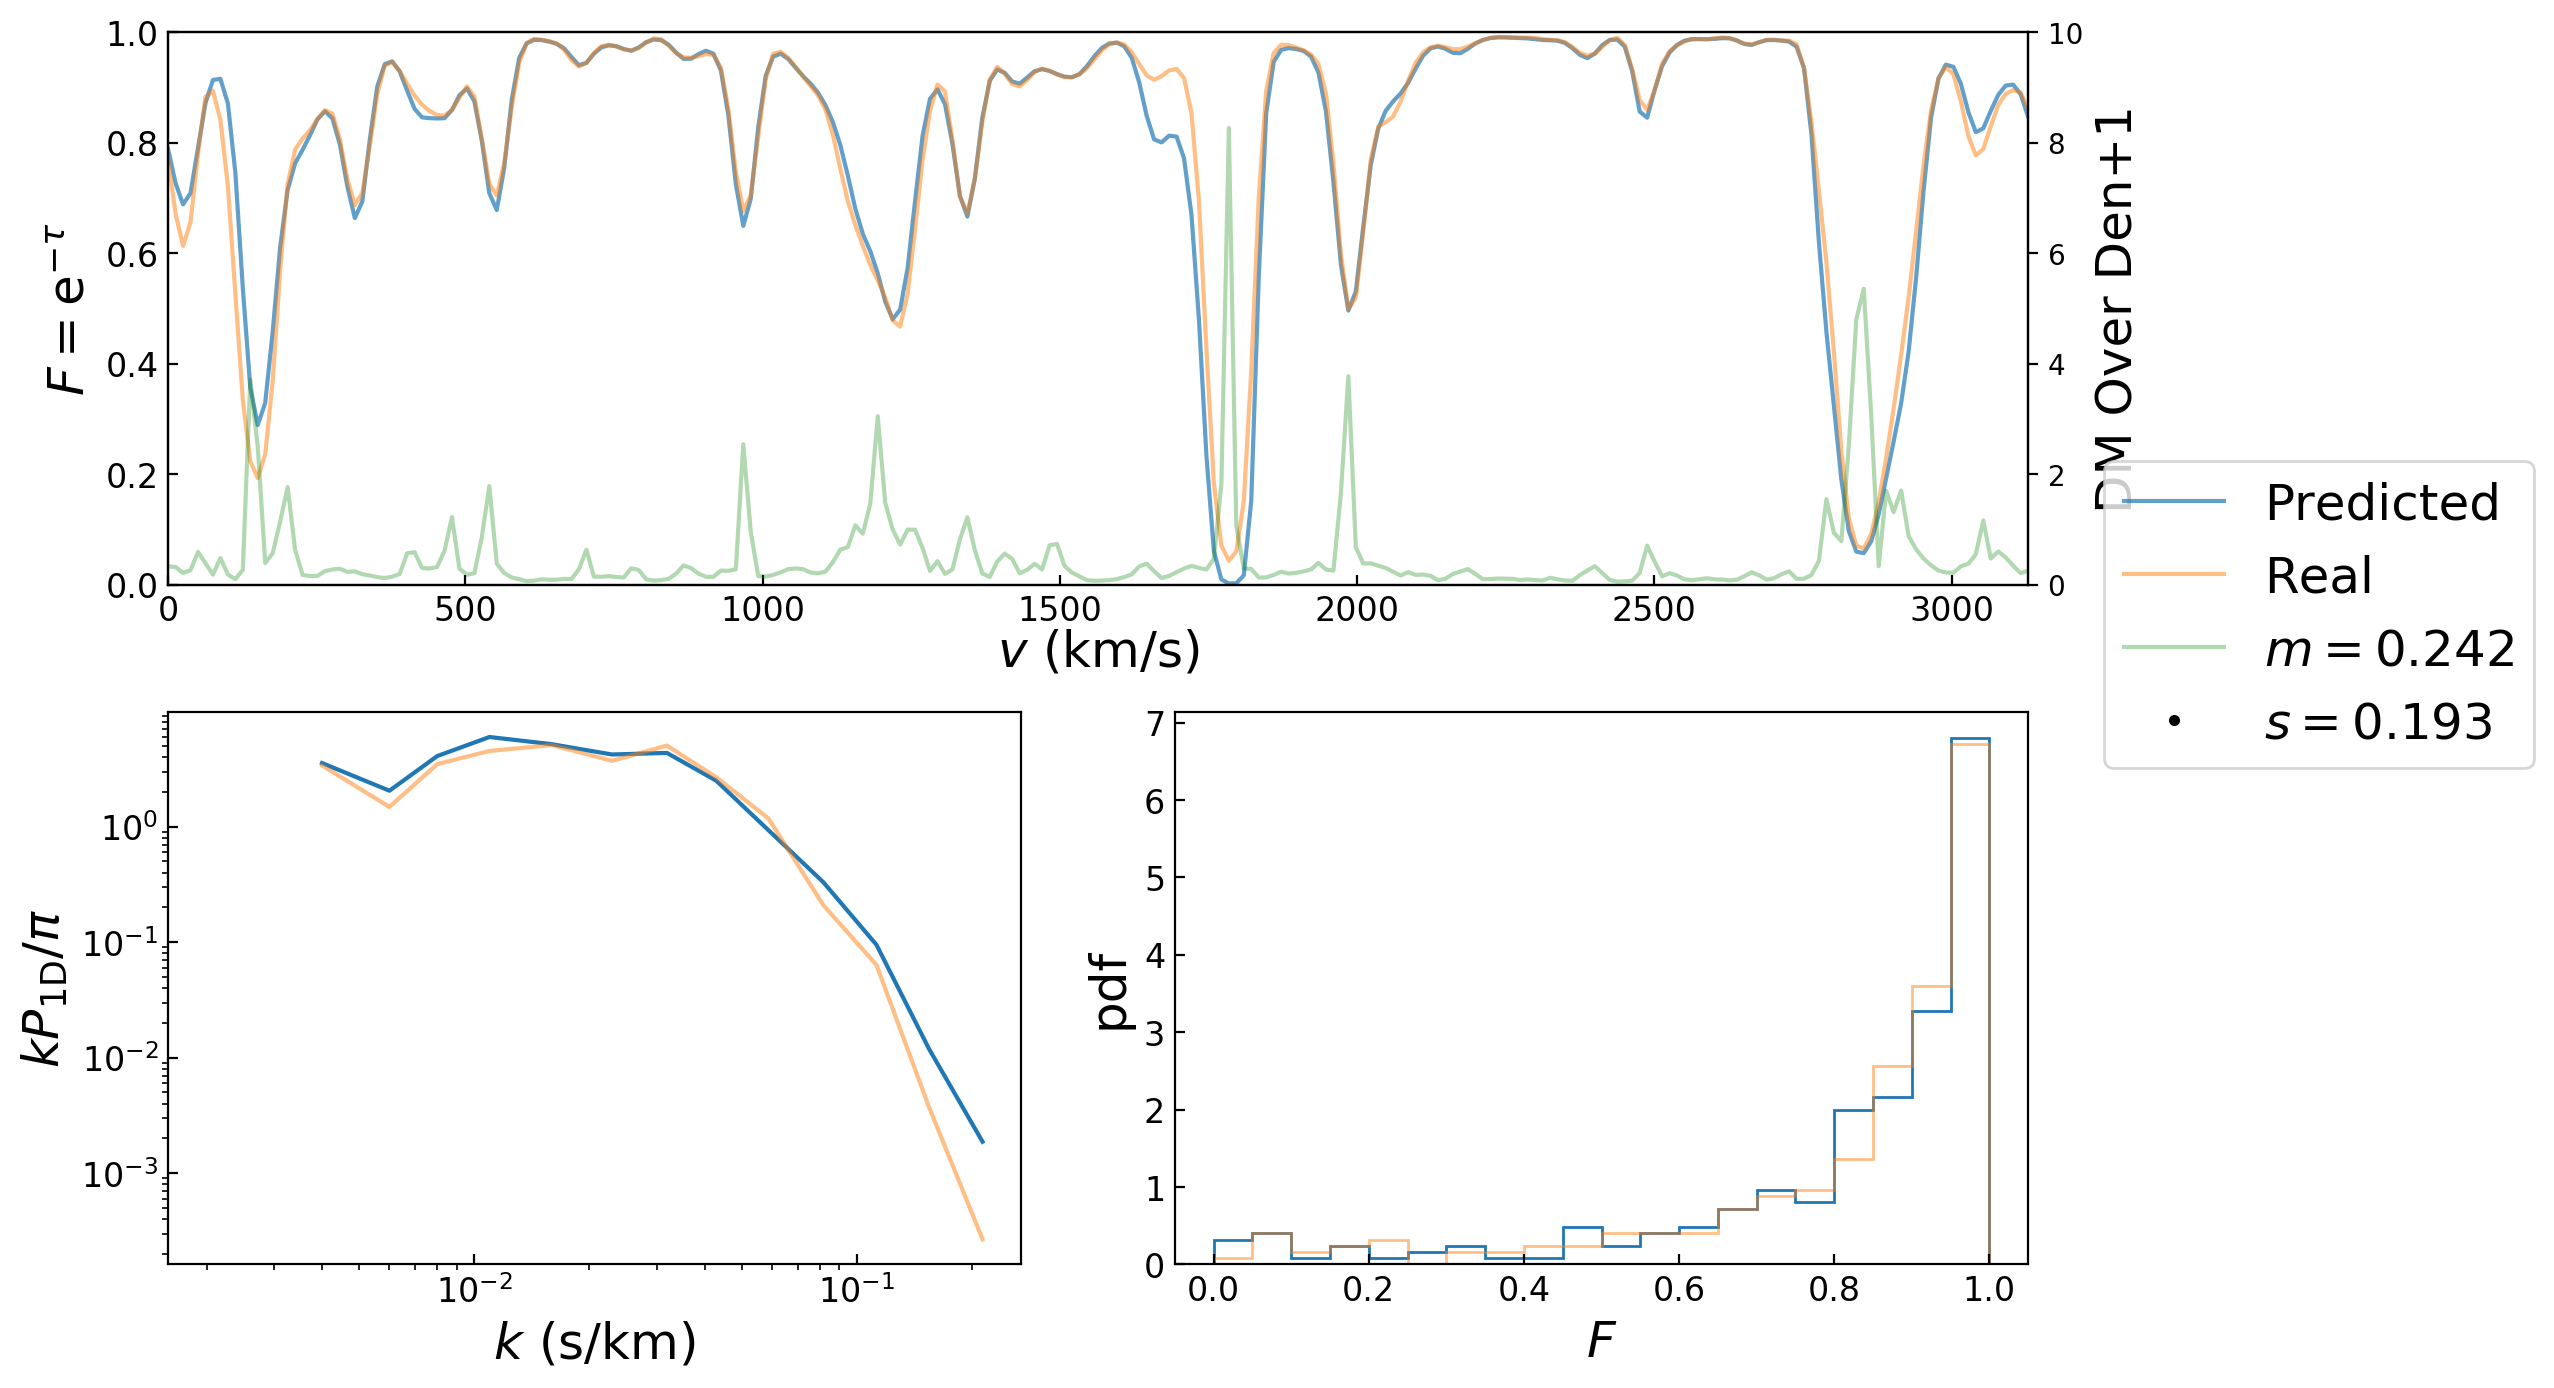 F = e^{−τ}
1.0
0.8
0.6
0.4
0.2
0.0
10
8
6
4
2
0
DM Over Den+1
0 500 1000 1500 2000 2500 3000
v (km/s)
Predicted
Real
m = 0.242
s = 0.193
kP_{1D}/π
10^0
10^{−1}
10^{−2}
10^{−3}
10^{−2} 10^{−1}
k (s/km)
pdf
7
6
5
4
3
2
1
0
0.0 0.2 0.4 0.6 0.8 1.0
F